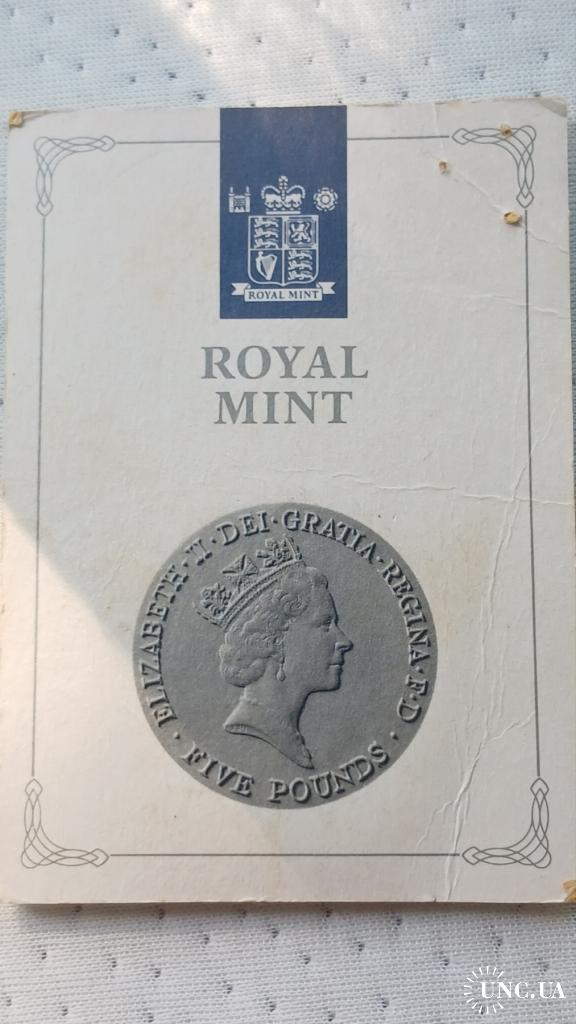 ROYAL MINT
ROYAL
MINT
ELIZABETH · II · DEI · GRATIA · REGINA · F · D ·
FIVE POUNDS ·
UNC.UA